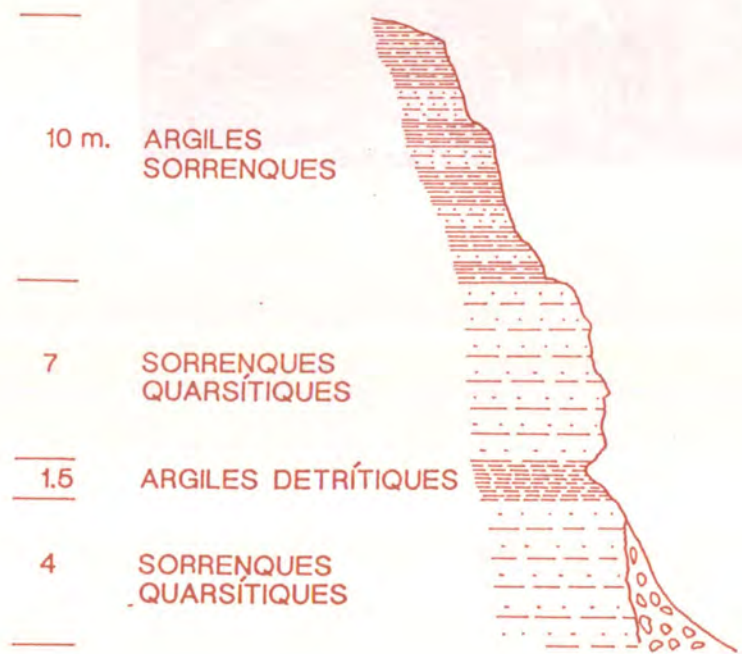 10 m. ARGILES
SORRENQUES
7 SORRENQUES
QUARSÍTIQUES
1.5 ARGILES DETRÍTIQUES
4 SORRENQUES
QUARSÍTIQUES